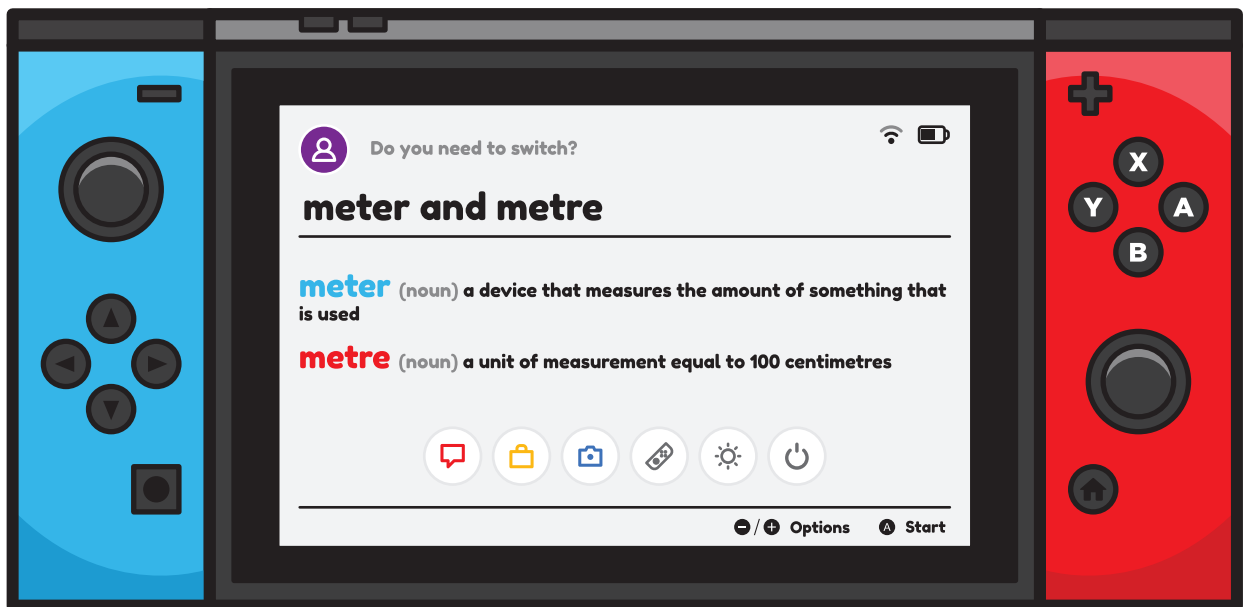 Do you need to switch?
meter and metre
meter (noun) a device that measures the amount of something that
is used
metre (noun) a unit of measurement equal to 100 centimetres
X
Y A
B
/ Options A Start